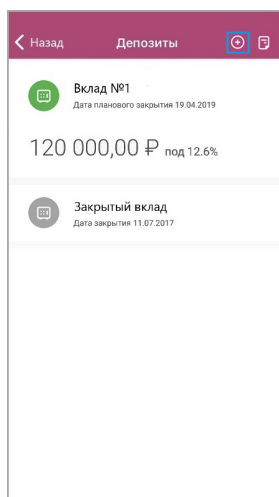 Назад Депозиты
Вклад №1
Дата планового закрытия 19.04.2019
120 000,00 ₽ под 12.6%
Закрытый вклад
Дата закрытия 11.07.2017